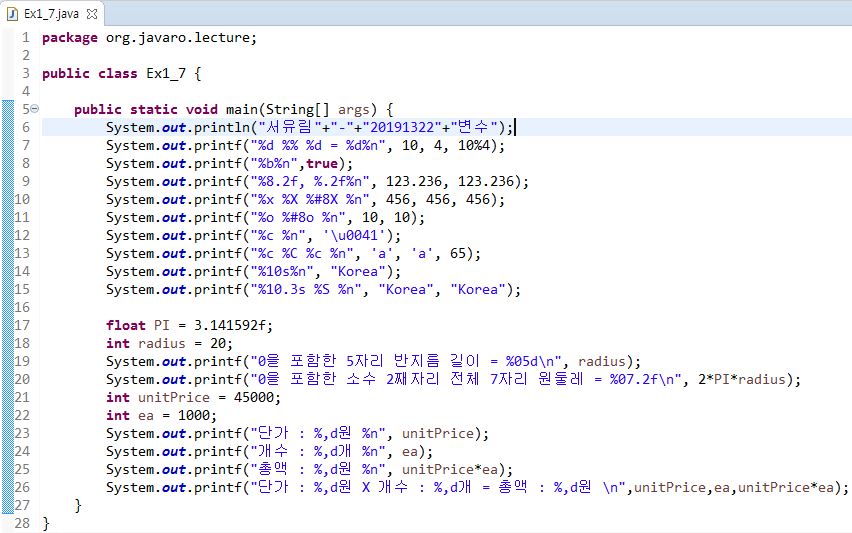 Ex1_7.java
1 package org.javaro.lecture;
2
3 public class Ex1_7 {
4
5     public static void main(String[] args) {
6         System.out.println("서유림"+"-"+"20191322"+"변수");
7         System.out.printf("%d %% %d = %d%n", 10, 4, 10%4);
8         System.out.printf("%b%n",true);
9         System.out.printf("%8.2f, %.2f%n", 123.236, 123.236);
10         System.out.printf("%x %X %#8X %n", 456, 456, 456);
11         System.out.printf("%o %#8o %n", 10, 10);
12         System.out.printf("%c %n", '\u0041');
13         System.out.printf("%c %C %c %n", 'a', 'a', 65);
14         System.out.printf("%10s%n", "Korea");
15         System.out.printf("%10.3s %S %n", "Korea", "Korea");
16
17         float PI = 3.141592f;
18         int radius = 20;
19         System.out.printf("0을 포함한 5자리 반지름 길이 = %05d\n", radius);
20         System.out.printf("0을 포함한 소수 2째자리 전체 7자리 원둘레 = %07.2f\n", 2*PI*radius);
21         int unitPrice = 45000;
22         int ea = 1000;
23         System.out.printf("단가 : %,d원 %n", unitPrice);
24         System.out.printf("개수 : %,d개 %n", ea);
25         System.out.printf("총액 : %,d원 %n", unitPrice*ea);
26         System.out.printf("단가 : %,d원 X 개수 : %,d개 = 총액 : %,d원 \n",unitPrice,ea,unitPrice*ea);
27     }
28 }